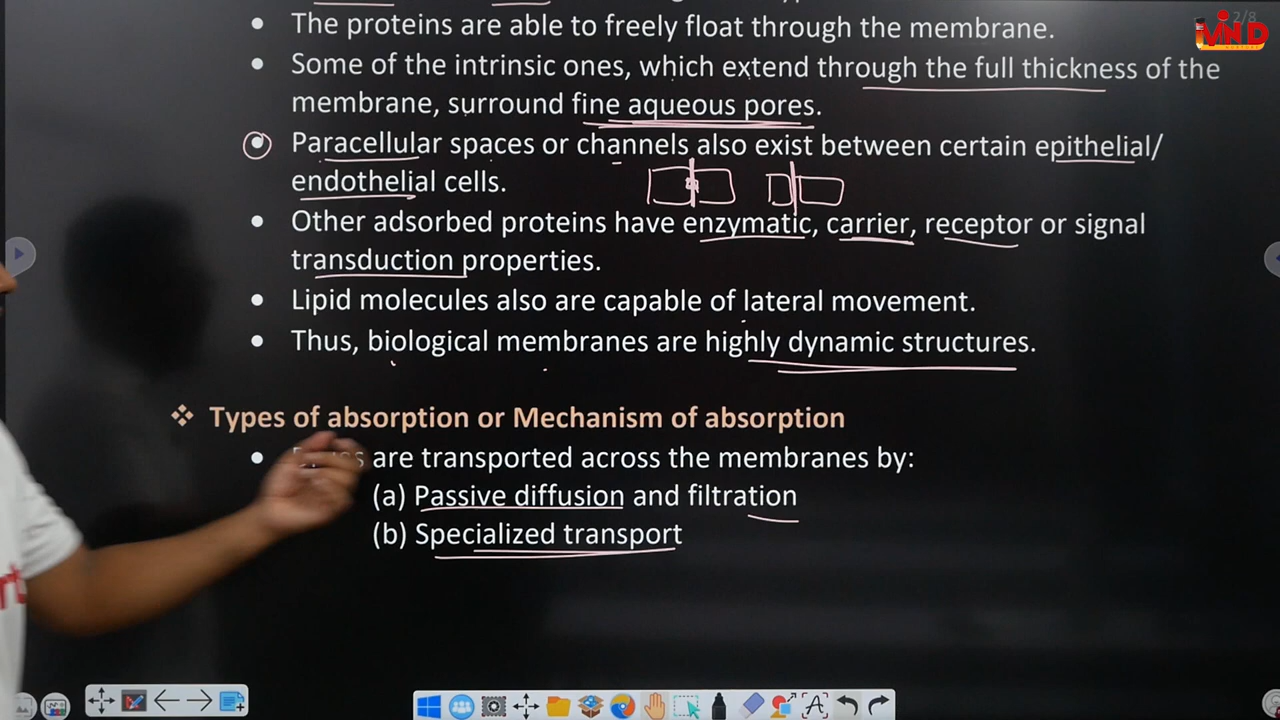 2/8
MIND
• The proteins are able to freely float through the membrane.
• Some of the intrinsic ones, which extend through the full thickness of the
membrane, surround fine aqueous pores.
• Paracellular spaces or channels also exist between certain epithelial/
endothelial cells.
• Other adsorbed proteins have enzymatic, carrier, receptor or signal
transduction properties.
• Lipid molecules also are capable of lateral movement.
• Thus, biological membranes are highly dynamic structures.
❖ Types of absorption or Mechanism of absorption
• are transported across the membranes by:
(a) Passive diffusion and filtration
(b) Specialized transport